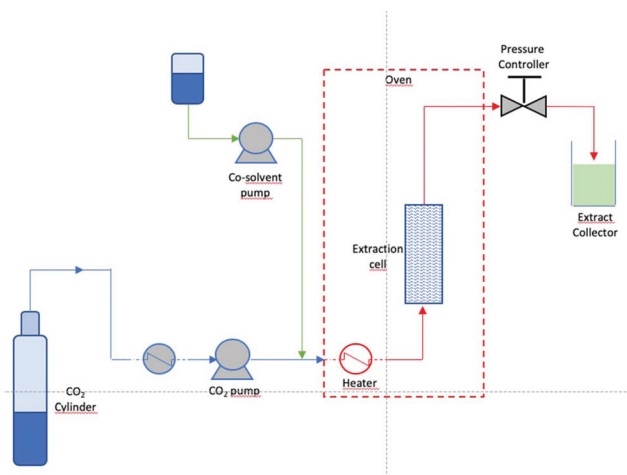 Pressure
Controller
Oven
Co-solvent
pump
Extraction
cell
Extract
Collector
CO₂
Cylinder
CO₂ pump
Heater